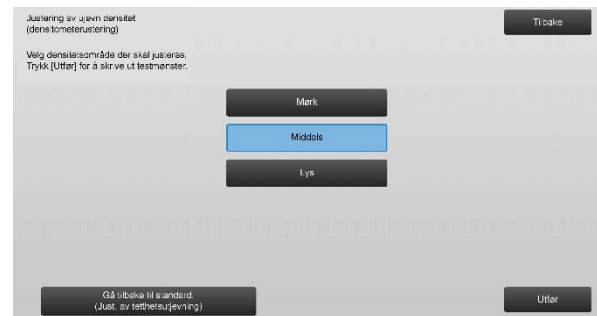 Justering av ujevn densitet
(densitometerustering)
Tilbake
Velg densitetsområde der skal justeres.
Trykk [Utfør] for å skrive ut testmønster.
Mørk
Middels
Lys
Gå tilbake til standard.
(Just. av tetthetsutjevning)
Utfør